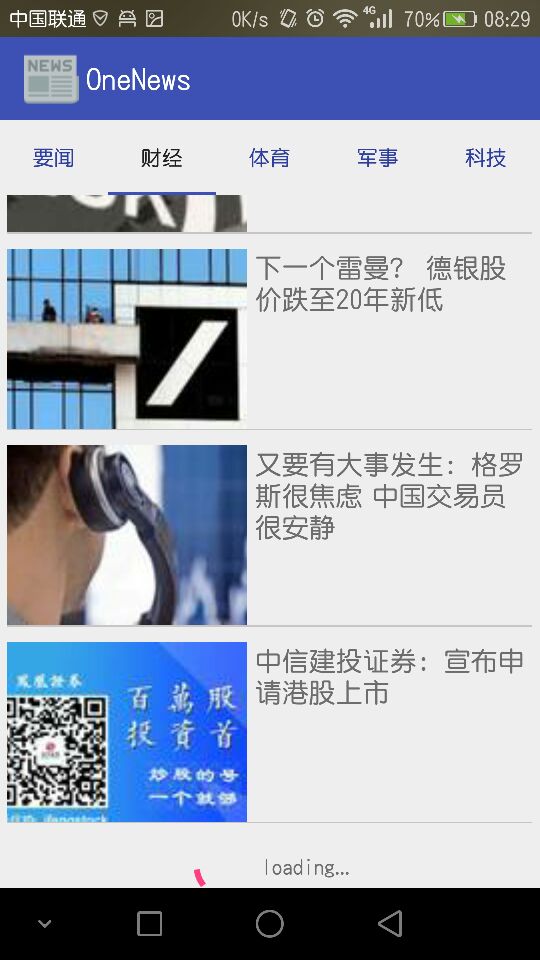 中国联通 0K/s 4G 70% 08:29
NEWS OneNews
要闻 财经 体育 军事 科技
下一个雷曼？ 德银股
价跌至20年新低
又要有大事发生：格罗
斯很焦虑 中国交易员
很安静
鳳凰證券
百萬股
投資首
炒股的号
一个就够
中信建投证券：宣布申
请港股上市
loading...